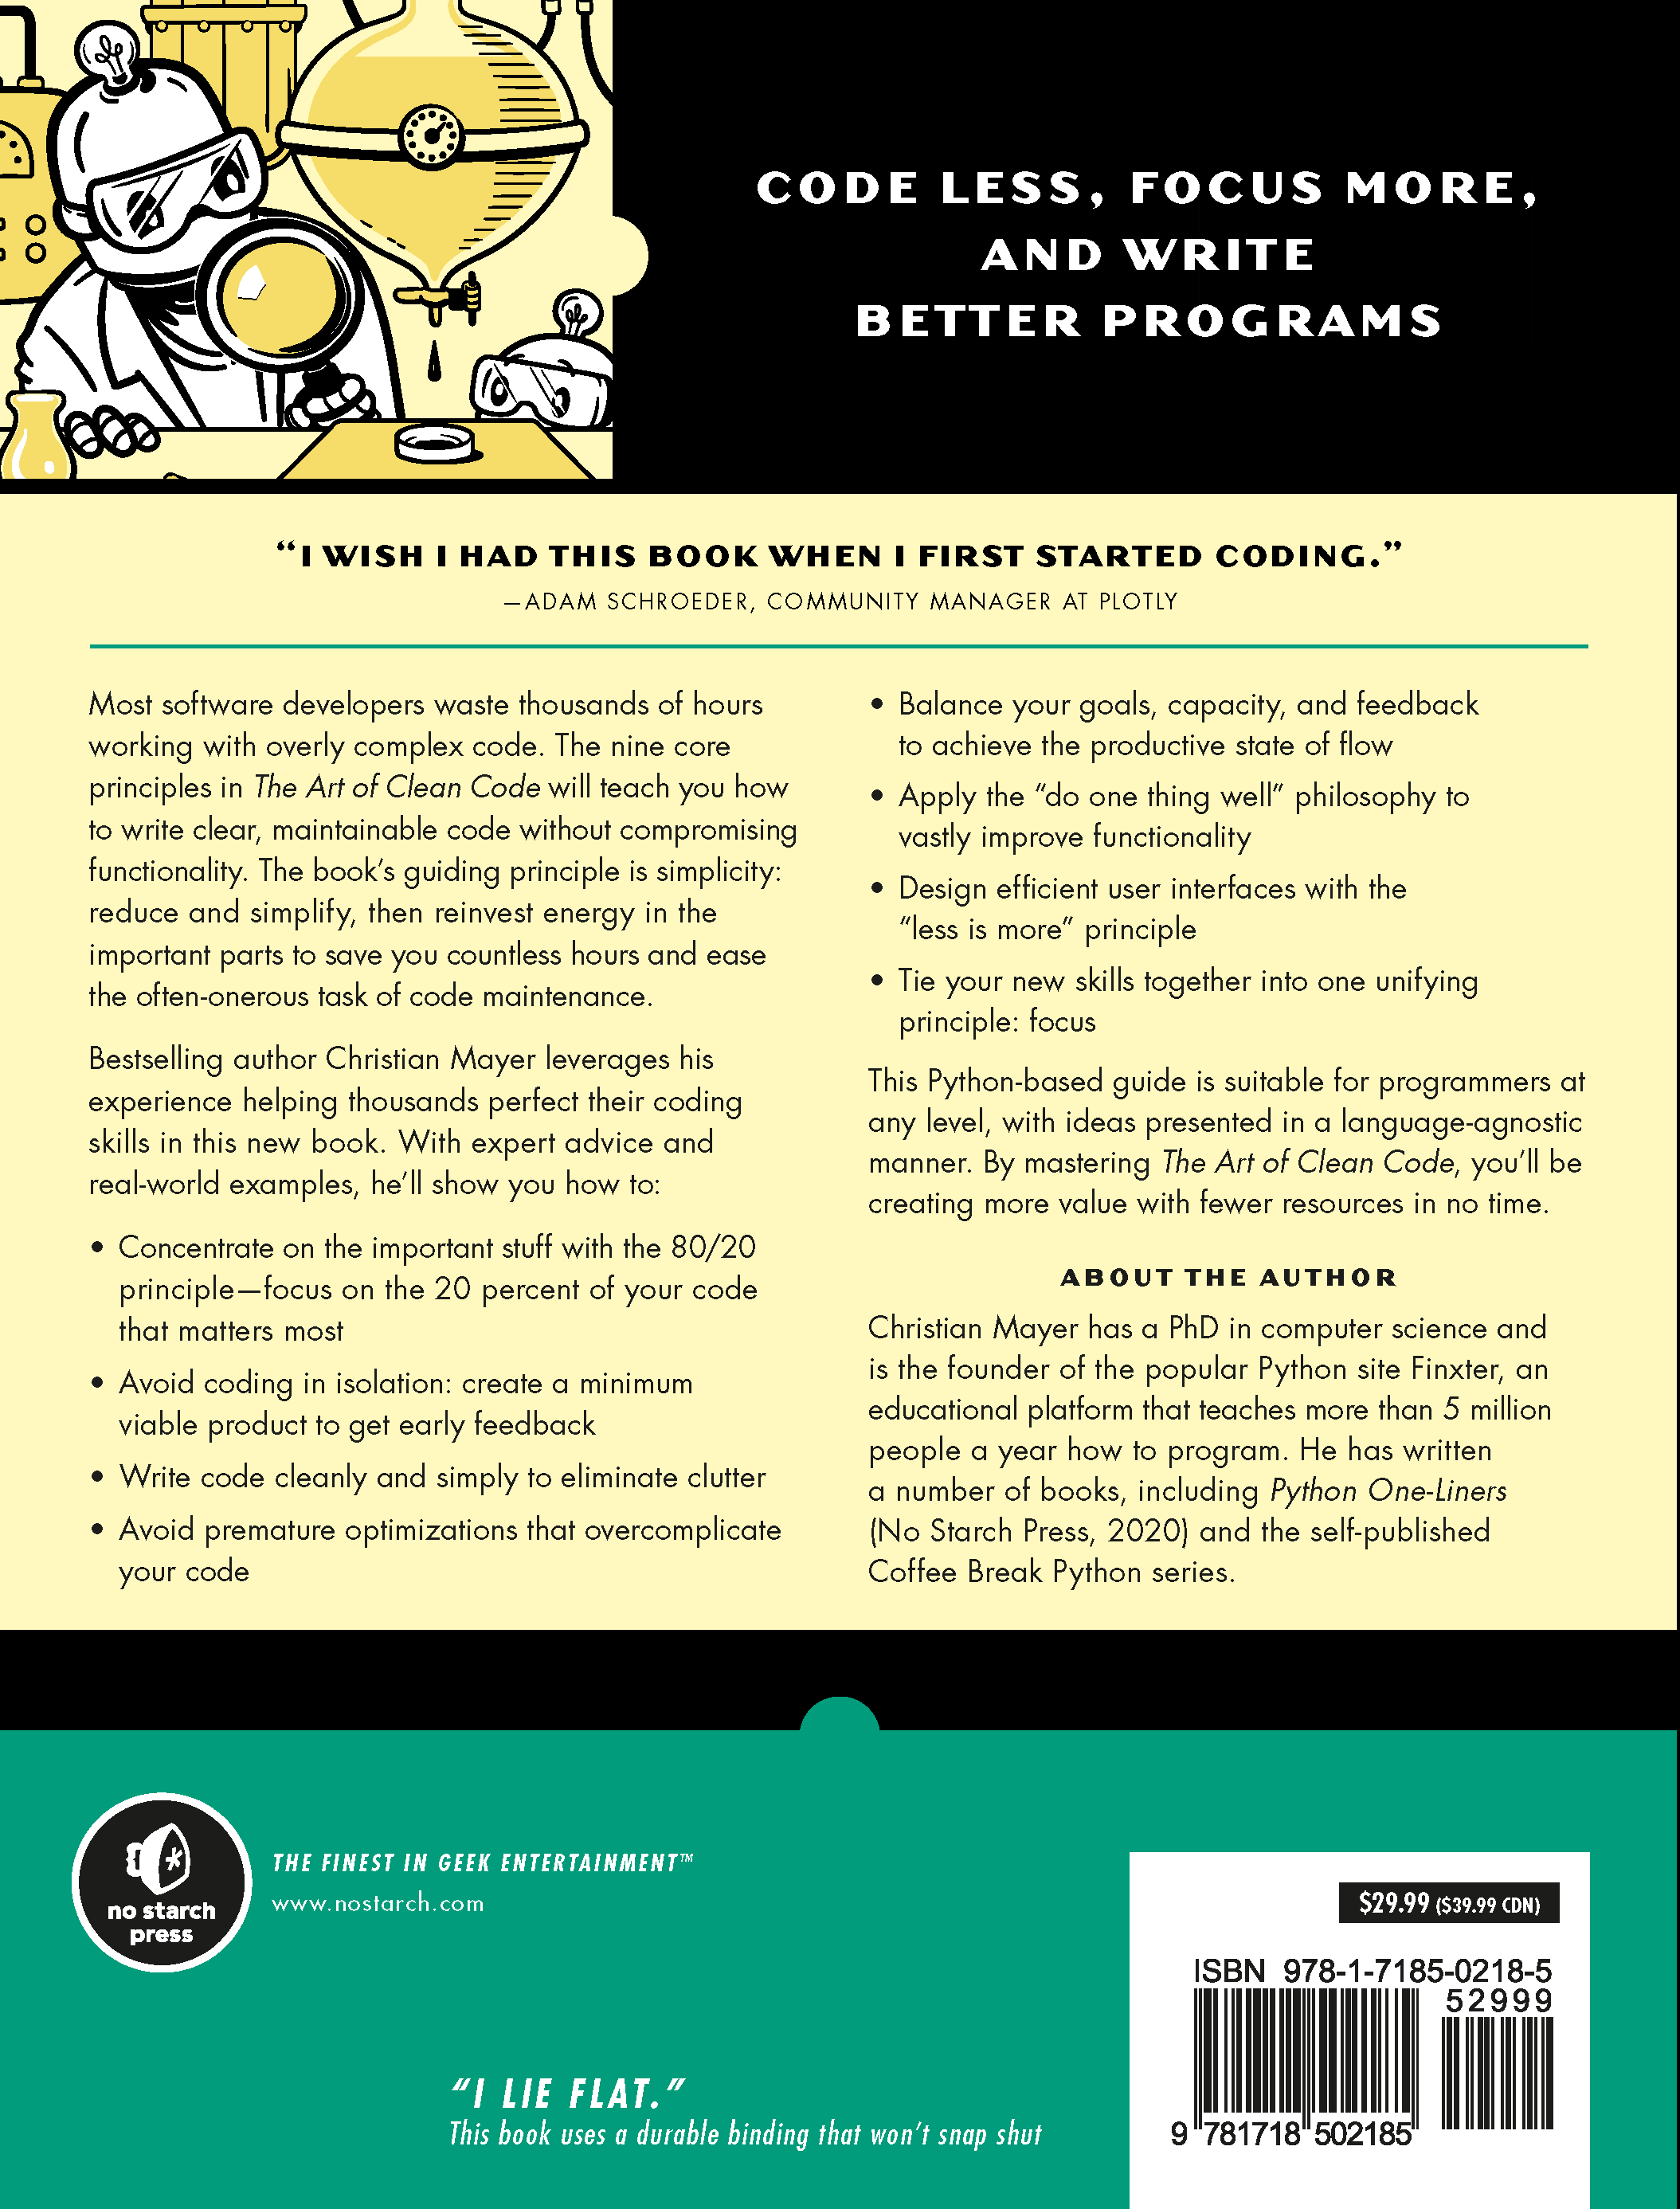 CODE LESS, FOCUS MORE,
AND WRITE
BETTER PROGRAMS
“I WISH I HAD THIS BOOK WHEN I FIRST STARTED CODING.”
—ADAM SCHROEDER, COMMUNITY MANAGER AT PLOTLY
Most software developers waste thousands of hours
working with overly complex code. The nine core
principles in The Art of Clean Code will teach you how
to write clear, maintainable code without compromising
functionality. The book’s guiding principle is simplicity:
reduce and simplify, then reinvest energy in the
important parts to save you countless hours and ease
the often-onerous task of code maintenance.
Bestselling author Christian Mayer leverages his
experience helping thousands perfect their coding
skills in this new book. With expert advice and
real-world examples, he’ll show you how to:
• Concentrate on the important stuff with the 80/20
principle—focus on the 20 percent of your code
that matters most
• Avoid coding in isolation: create a minimum
viable product to get early feedback
• Write code cleanly and simply to eliminate clutter
• Avoid premature optimizations that overcomplicate
your code
• Balance your goals, capacity, and feedback
to achieve the productive state of flow
• Apply the “do one thing well” philosophy to
vastly improve functionality
• Design efficient user interfaces with the
“less is more” principle
• Tie your new skills together into one unifying
principle: focus
This Python-based guide is suitable for programmers at
any level, with ideas presented in a language-agnostic
manner. By mastering The Art of Clean Code, you’ll be
creating more value with fewer resources in no time.
ABOUT THE AUTHOR
Christian Mayer has a PhD in computer science and
is the founder of the popular Python site Finxter, an
educational platform that teaches more than 5 million
people a year how to program. He has written
a number of books, including Python One-Liners
(No Starch Press, 2020) and the self-published
Coffee Break Python series.
no starch
press
THE FINEST IN GEEK ENTERTAINMENT™
www.nostarch.com
“I LIE FLAT.”
This book uses a durable binding that won’t snap shut
$29.99 ($39.99 CDN)
ISBN 978-1-7185-0218-5
52999
9 781718 502185